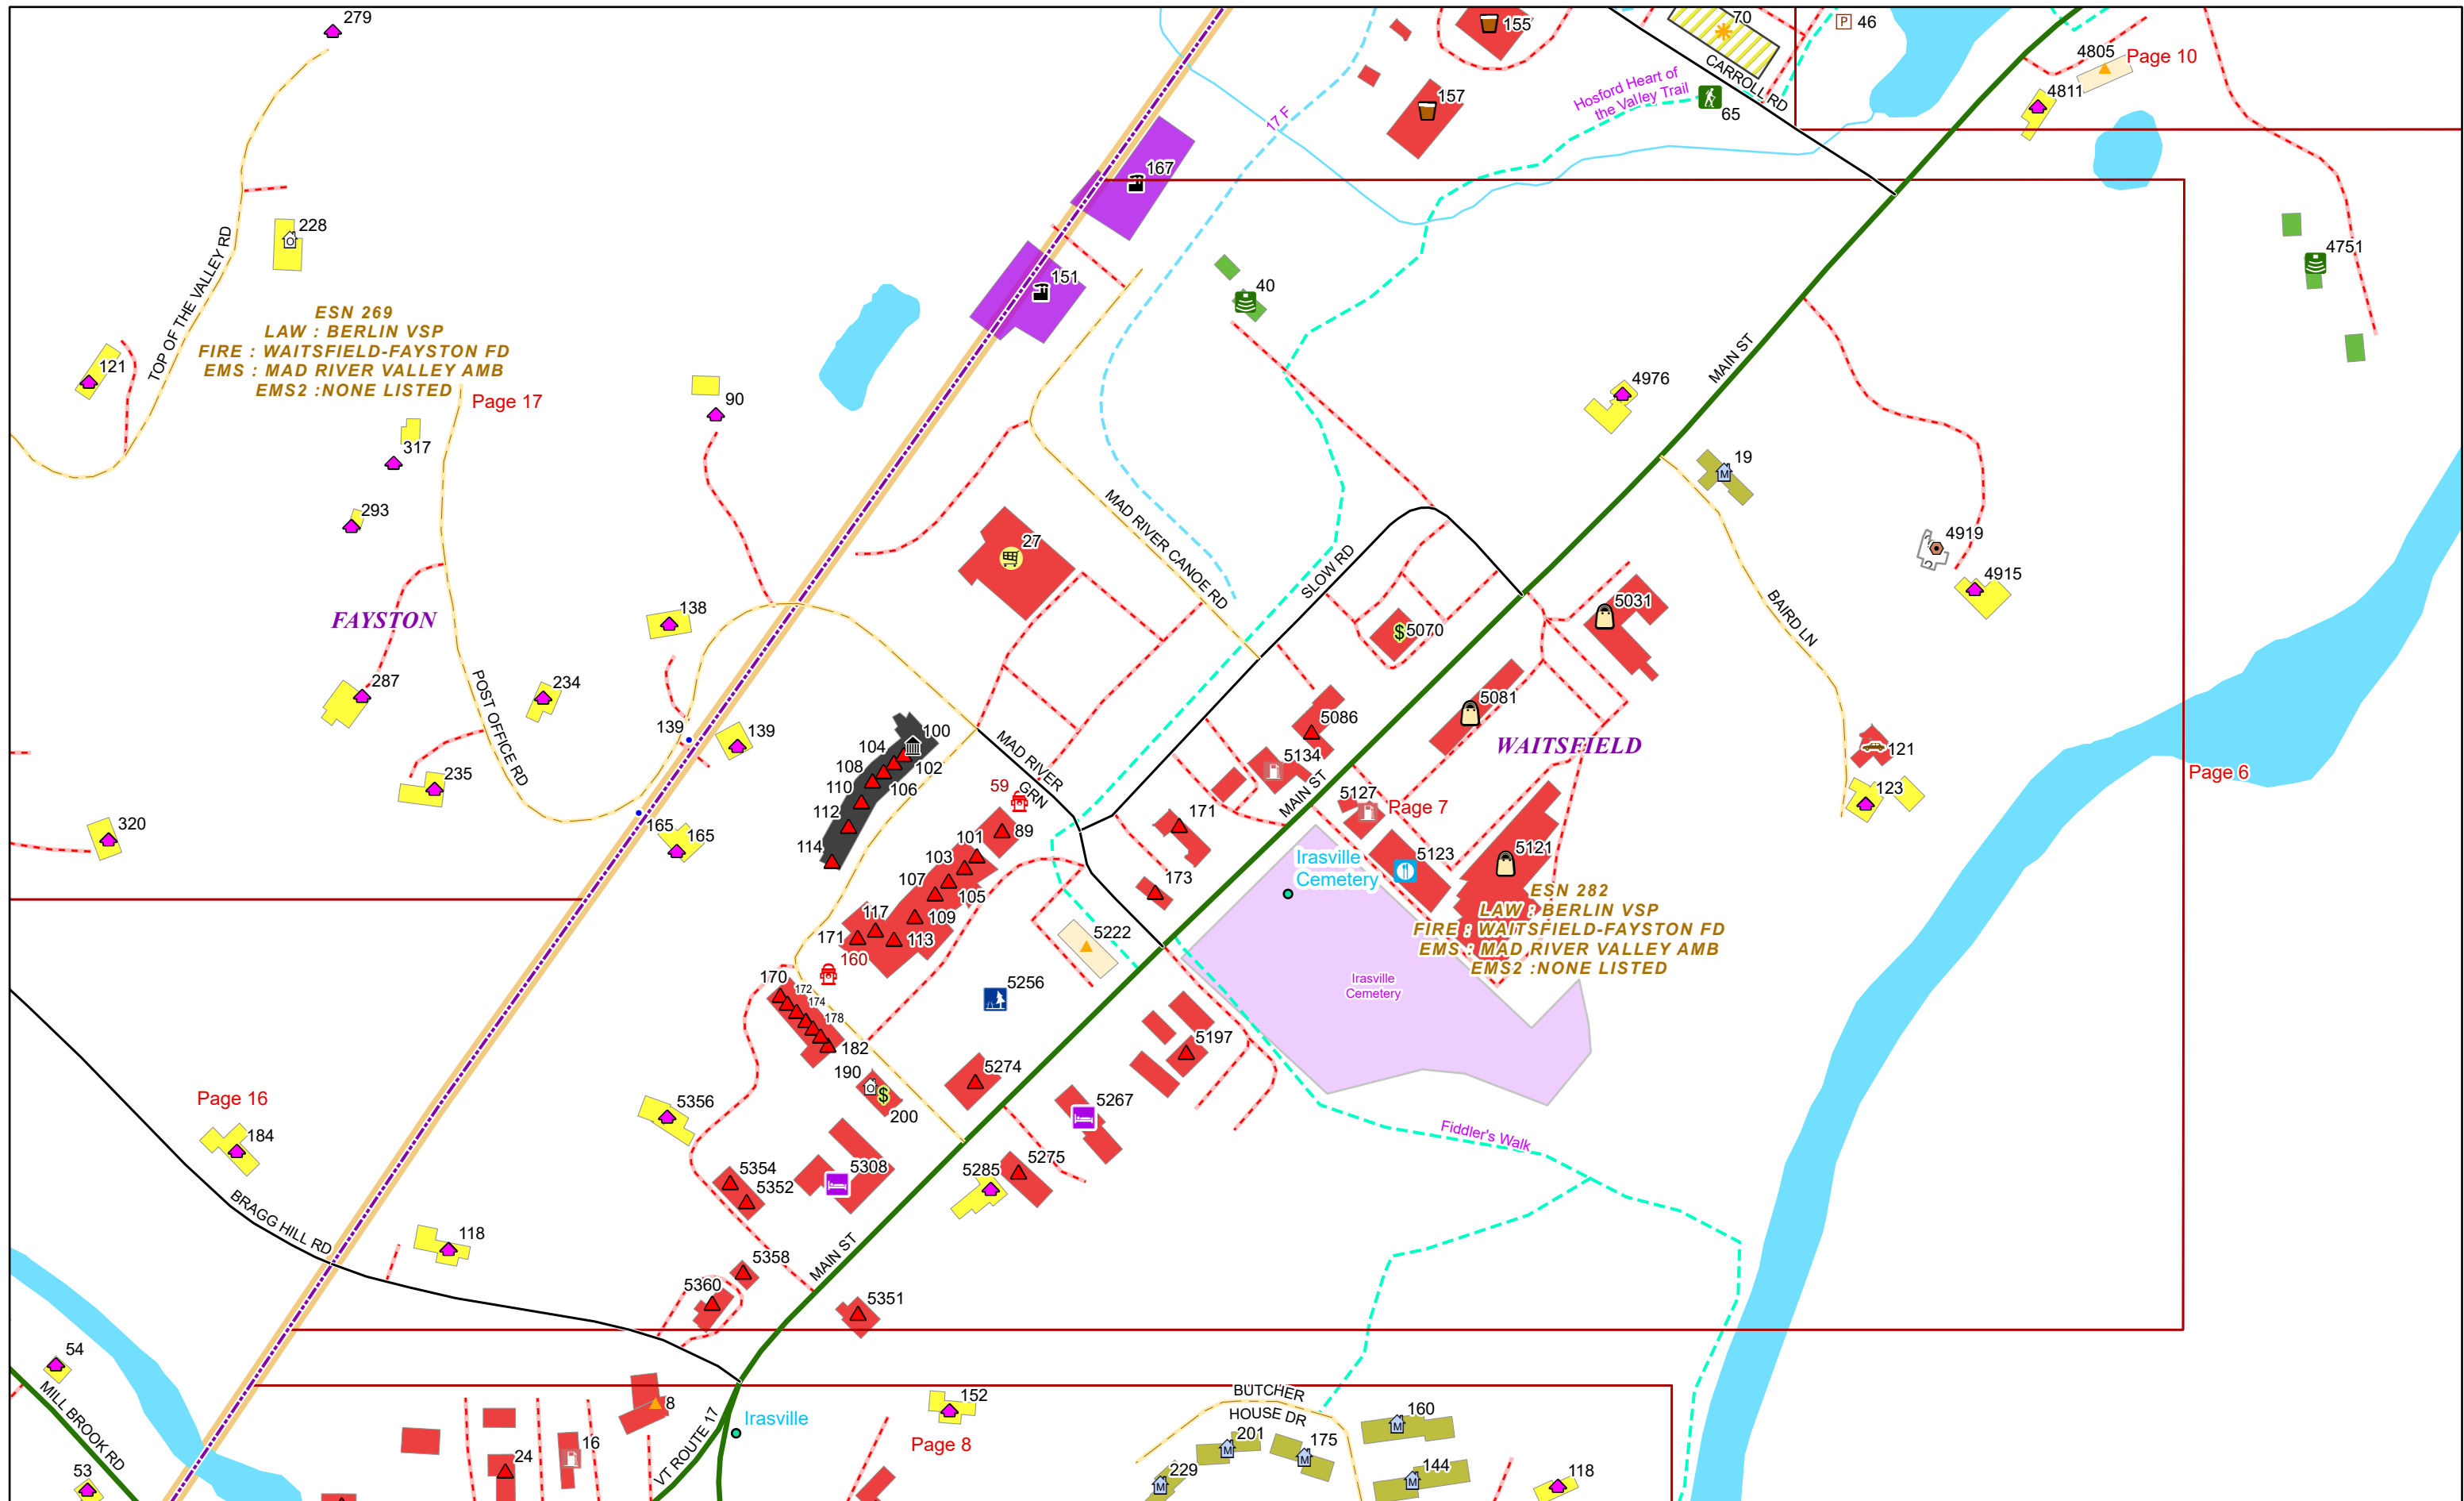 279
155
70
P 46
4805
Page 10
CARROLL RD
4811
157
Hosford Heart of
the Valley Trail
65
17 F
167
228
TOP OF THE VALLEY RD
4751
151
40
ESN 269
LAW : BERLIN VSP
FIRE : WAITSFIELD-FAYSTON FD
EMS : MAD RIVER VALLEY AMB
EMS2 :NONE LISTED
121
MAIN ST
4976
90
Page 17
317
19
M
293
MAD RIVER CANOE RD
27
4919
SLOW RD
4915
FAYSTON
138
$ 5070
5031
BAIRD LN
287
234
POST OFFICE RD
5081
5086
139
139
100
104
WAITSFIELD
121
108
102
MAD RIVER
GRN
5134
Page 6
235
110
106
59
MAIN ST
5127
Page 7
123
112
171
320
165
165
89
101
114
103
Irasville
Cemetery
5123
5121
107
105
173
ESN 282
LAW : BERLIN VSP
FIRE : WAITSFIELD-FAYSTON FD
EMS : MAD RIVER VALLEY AMB
EMS2 :NONE LISTED
117
109
171
113
5222
160
170
172
174
178
182
5256
Irasville
Cemetery
5197
190
$
200
5274
Page 16
5356
5267
184
Fiddler's Walk
5354
5352
5308
5285
5275
BRAGG HILL RD
118
MAIN ST
5358
5360
5351
54
MILL BROOK RD
8
152
BUTCHER
HOUSE DR
160
M
Irasville
VT ROUTE 17
Page 8
201
M
175
M
24
16
53
229
M
144
M
118